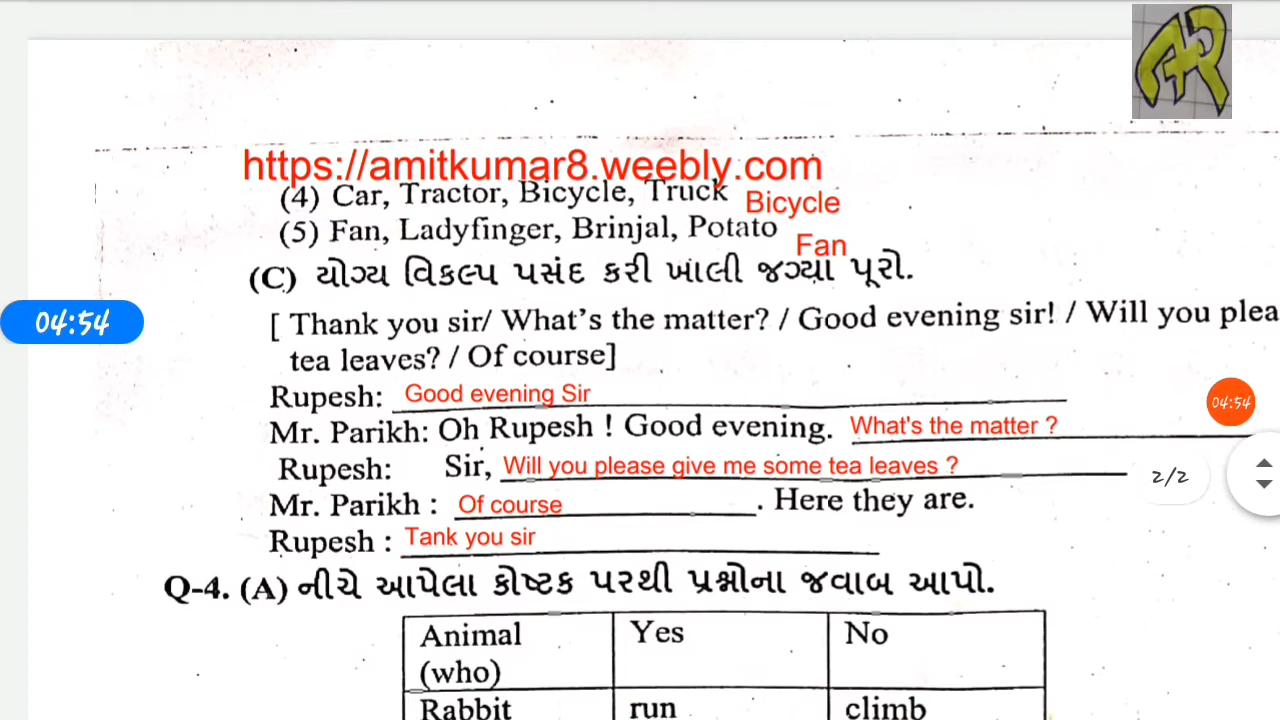 https://amitkumar8.weebly.com
(4) Car, Tractor, Bicycle, Truck Bicycle
(5) Fan, Ladyfinger, Brinjal, Potato Fan
(C) યોગ્ય વિકલ્પ પસંદ કરી ખાલી જગ્યા પૂરો.
04:54
[ Thank you sir/ What's the matter? / Good evening sir! / Will you plea
tea leaves? / Of course]
Rupesh: Good evening Sir
04:54
Mr. Parikh: Oh Rupesh ! Good evening. What's the matter ?
Rupesh: Sir, Will you please give me some tea leaves ?
2/2
Mr. Parikh : Of course . Here they are.
Rupesh : Tank you sir
Q-4. (A) નીચે આપેલા કોષ્ટક પરથી પ્રશ્નોના જવાબ આપો.
Animal Yes No
(who)
Rabbit run climb